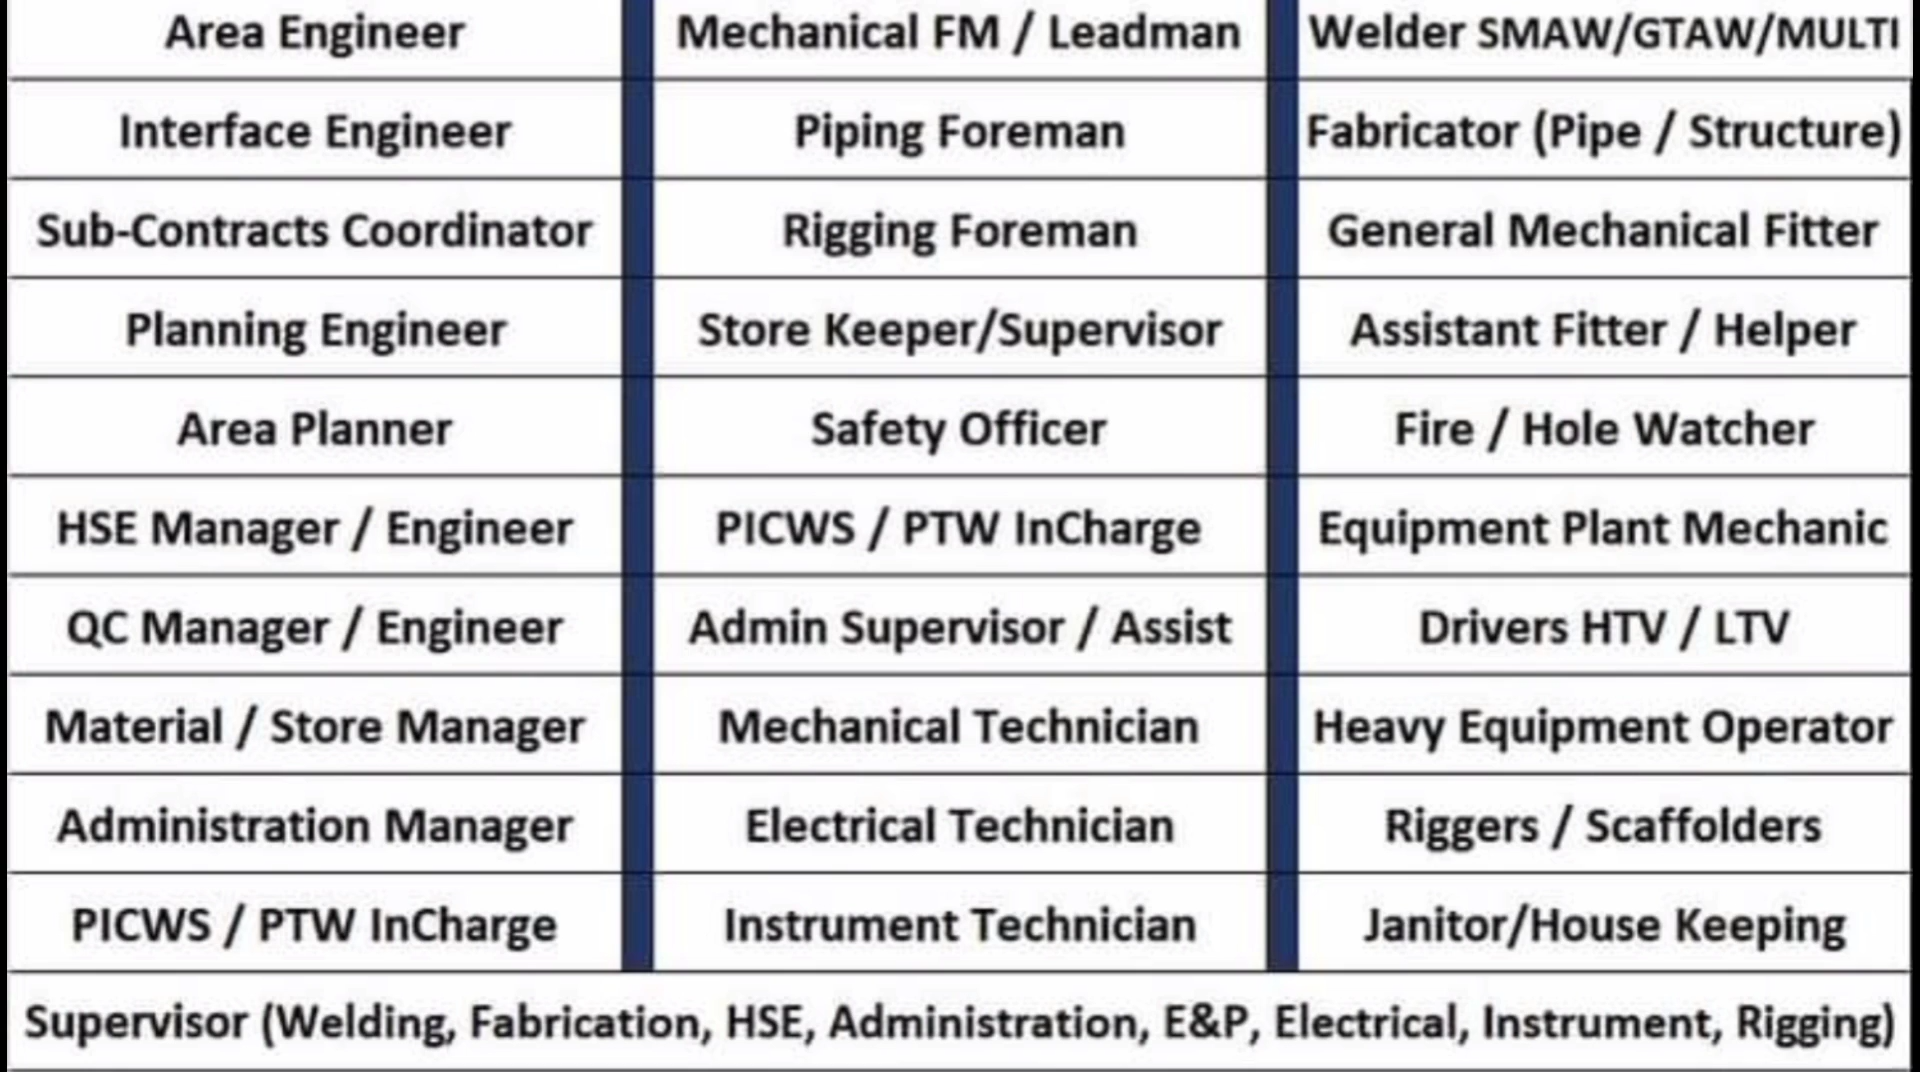 Area Engineer
Mechanical FM / Leadman
Welder SMAW/GTAW/MULTI
Interface Engineer
Piping Foreman
Fabricator (Pipe / Structure)
Sub-Contracts Coordinator
Rigging Foreman
General Mechanical Fitter
Planning Engineer
Store Keeper/Supervisor
Assistant Fitter / Helper
Area Planner
Safety Officer
Fire / Hole Watcher
HSE Manager / Engineer
PICWS / PTW InCharge
Equipment Plant Mechanic
QC Manager / Engineer
Admin Supervisor / Assist
Drivers HTV / LTV
Material / Store Manager
Mechanical Technician
Heavy Equipment Operator
Administration Manager
Electrical Technician
Riggers / Scaffolders
PICWS / PTW InCharge
Instrument Technician
Janitor/House Keeping
Supervisor (Welding, Fabrication, HSE, Administration, E&P, Electrical, Instrument, Rigging)